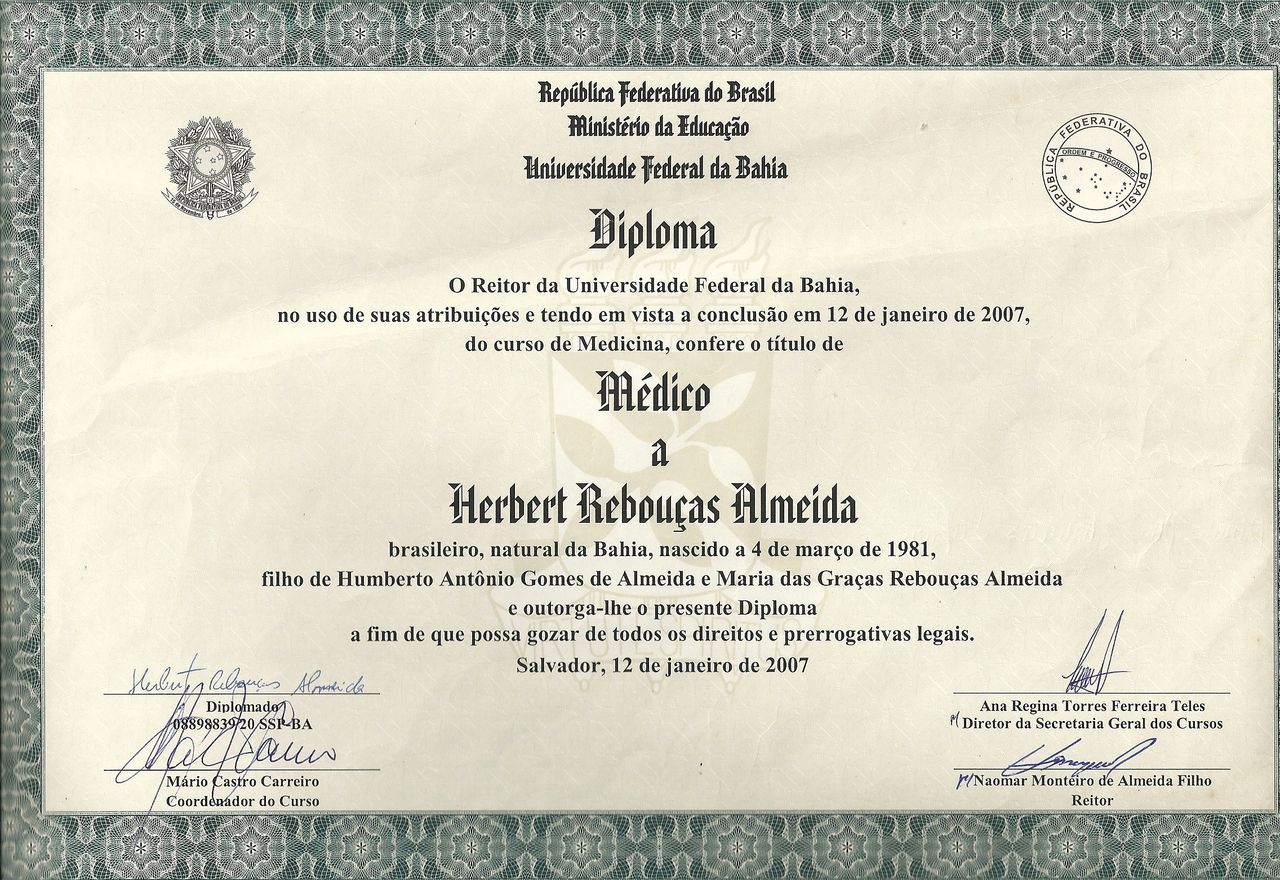 República Federativa do Brasil
Ministério da Educação
Universidade Federal da Bahia
REPÚBLICA FEDERATIVA DO BRASIL
ORDEM E PROGRESSO
Diploma
O Reitor da Universidade Federal da Bahia,
no uso de suas atribuições e tendo em vista a conclusão em 12 de janeiro de 2007,
do curso de Medicina, confere o título de
Médico
a
Herbert Rebouças Almeida
brasileiro, natural da Bahia, nascido a 4 de março de 1981,
filho de Humberto Antônio Gomes de Almeida e Maria das Graças Rebouças Almeida
e outorga-lhe o presente Diploma
a fim de que possa gozar de todos os direitos e prerrogativas legais.
Salvador, 12 de janeiro de 2007
Herbert Rebouças Almeida
Diplomado
08898839/20 SSP-BA
Mário Castro Carreiro
Coordenador do Curso
Ana Regina Torres Ferreira Teles
p/ Diretor da Secretaria Geral dos Cursos
p/ Naomar Monteiro de Almeida Filho
Reitor